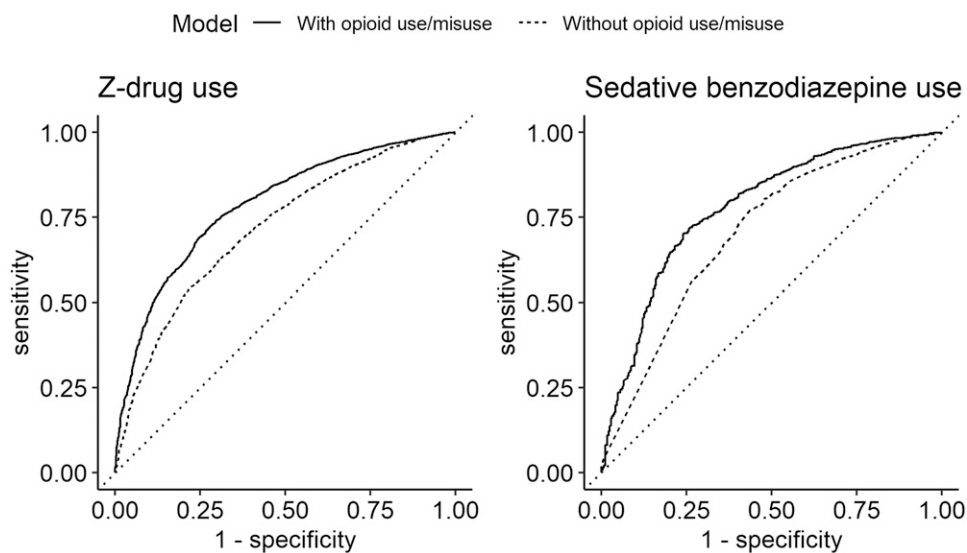 Model With opioid use/misuse Without opioid use/misuse
Z-drug use
1.00
0.75
0.50
0.25
0.00
sensitivity
0.00 0.25 0.50 0.75 1.00
1 - specificity
Sedative benzodiazepine use
1.00
0.75
0.50
0.25
0.00
sensitivity
0.00 0.25 0.50 0.75 1.00
1 - specificity